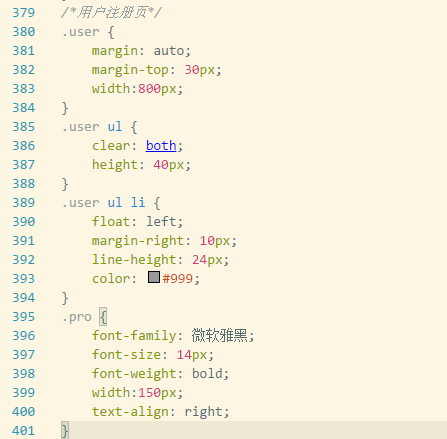 379 /*用户注册页*/
380 .user {
381     margin: auto;
382     margin-top: 30px;
383     width:800px;
384 }
385 .user ul {
386     clear: both;
387     height: 40px;
388 }
389 .user ul li {
390     float: left;
391     margin-right: 10px;
392     line-height: 24px;
393     color: #999;
394 }
395 .pro {
396     font-family: 微软雅黑;
397     font-size: 14px;
398     font-weight: bold;
399     width:150px;
400     text-align: right;
401 }